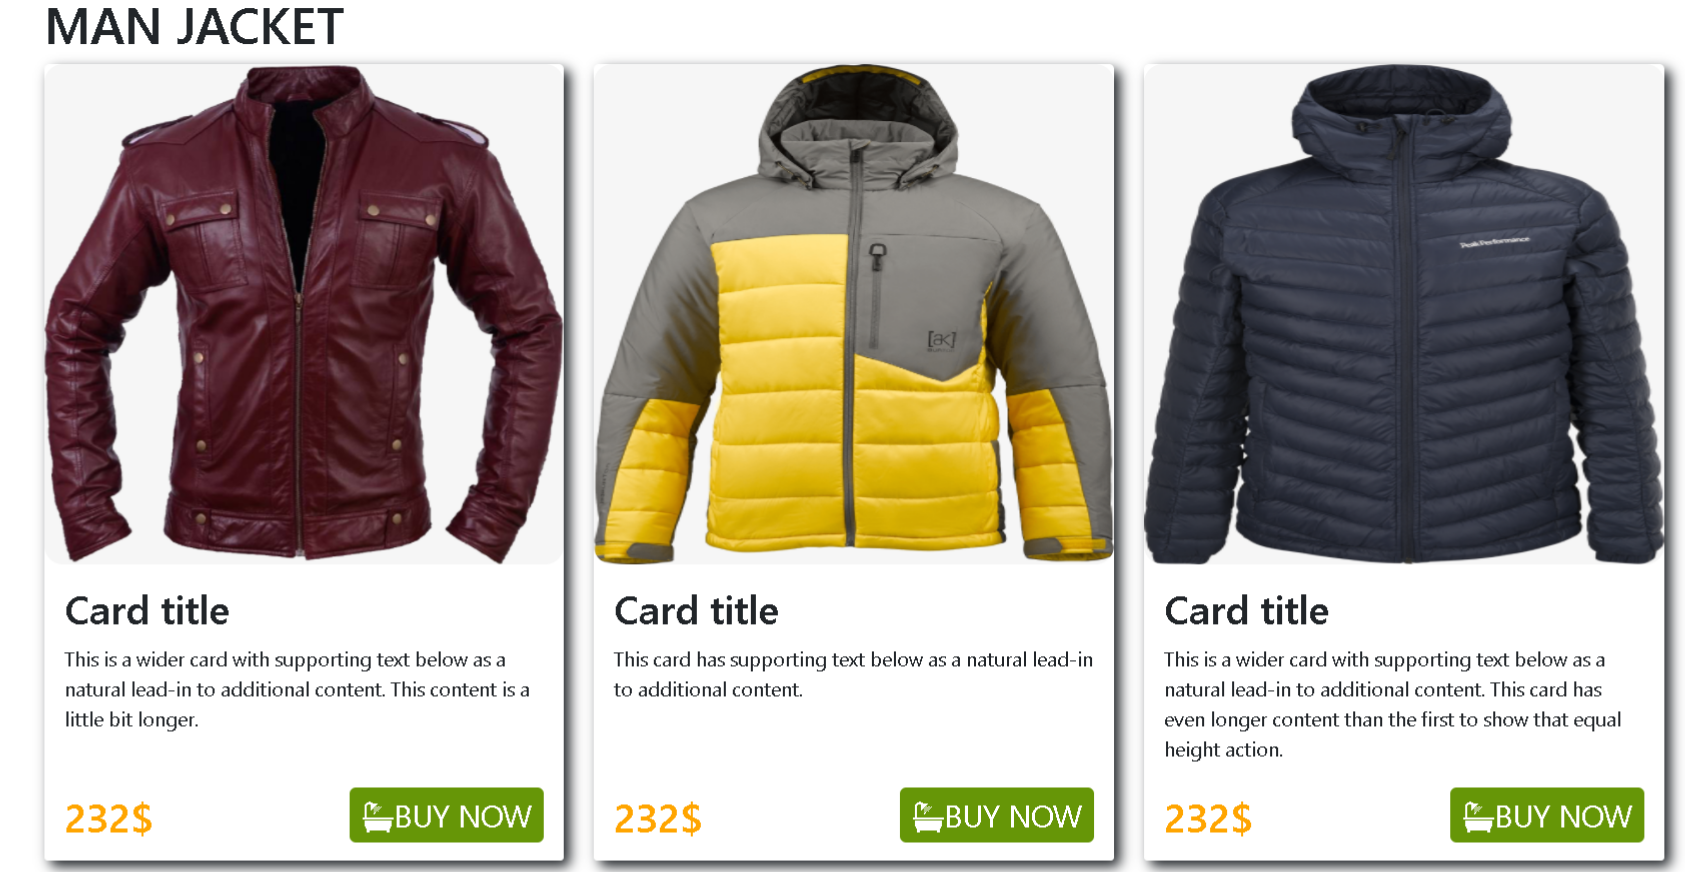 MAN JACKET
[ak]
Peak Performance
Card title
This is a wider card with supporting text below as a
natural lead-in to additional content. This content is a
little bit longer.
232$
BUY NOW
Card title
This card has supporting text below as a natural lead-in
to additional content.
232$
BUY NOW
Card title
This is a wider card with supporting text below as a
natural lead-in to additional content. This card has
even longer content than the first to show that equal
height action.
232$
BUY NOW